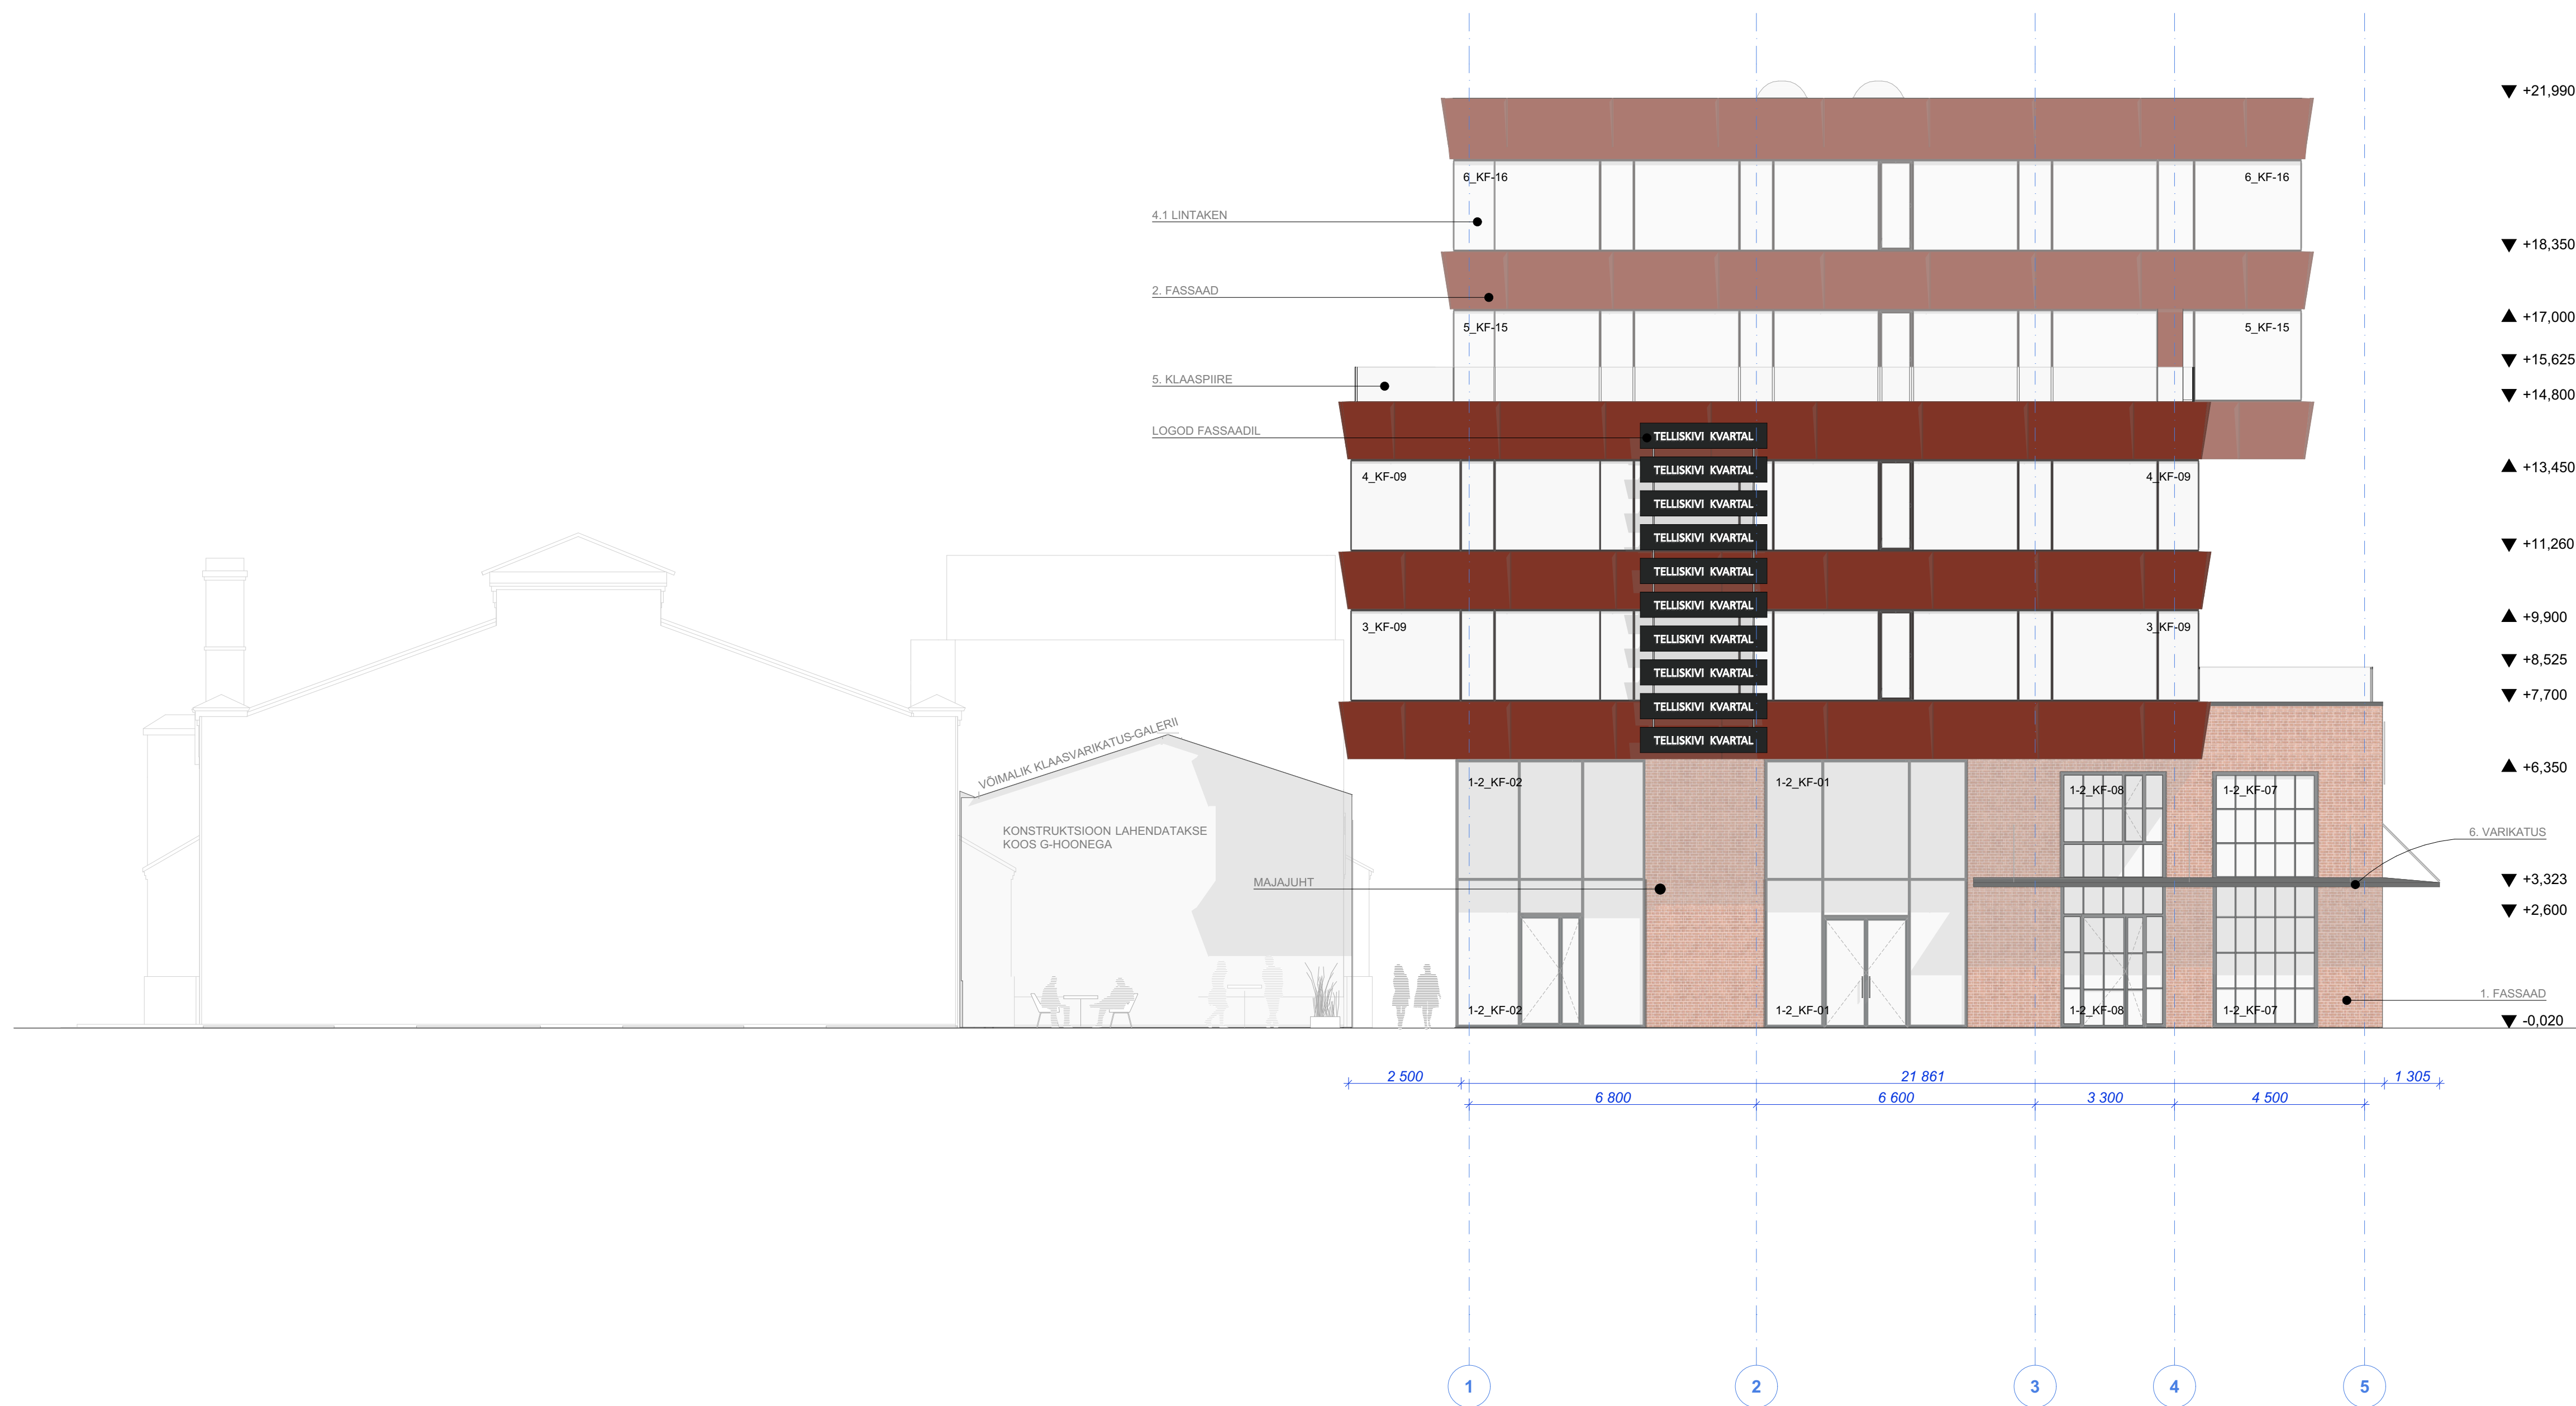 +21,990
6_KF-16
6_KF-16
4.1 LINTAKEN
+18,350
2. FASSAAD
+17,000
5_KF-15
5_KF-15
+15,625
5. KLAASPIIRE
+14,800
LOGOD FASSAADIL
TELLISKIVI KVARTAL
+13,450
TELLISKIVI KVARTAL
4_KF-09
4_KF-09
TELLISKIVI KVARTAL
TELLISKIVI KVARTAL
+11,260
TELLISKIVI KVARTAL
TELLISKIVI KVARTAL
+9,900
3_KF-09
3_KF-09
TELLISKIVI KVARTAL
+8,525
TELLISKIVI KVARTAL
+7,700
TELLISKIVI KVARTAL
TELLISKIVI KVARTAL
VÕIMALIK KLAASVARIKATUS-GALERII
+6,350
1-2_KF-02
1-2_KF-01
1-2_KF-08
1-2_KF-07
KONSTRUKTSIOON LAHENDATAKSE
KOOS G-HOONEGA
6. VARIKATUS
MAJAJUHT
+3,323
+2,600
1. FASSAAD
1-2_KF-02
1-2_KF-01
1-2_KF-08
1-2_KF-07
-0,020
2 500
21 861
1 305
6 800
6 600
3 300
4 500
1
2
3
4
5